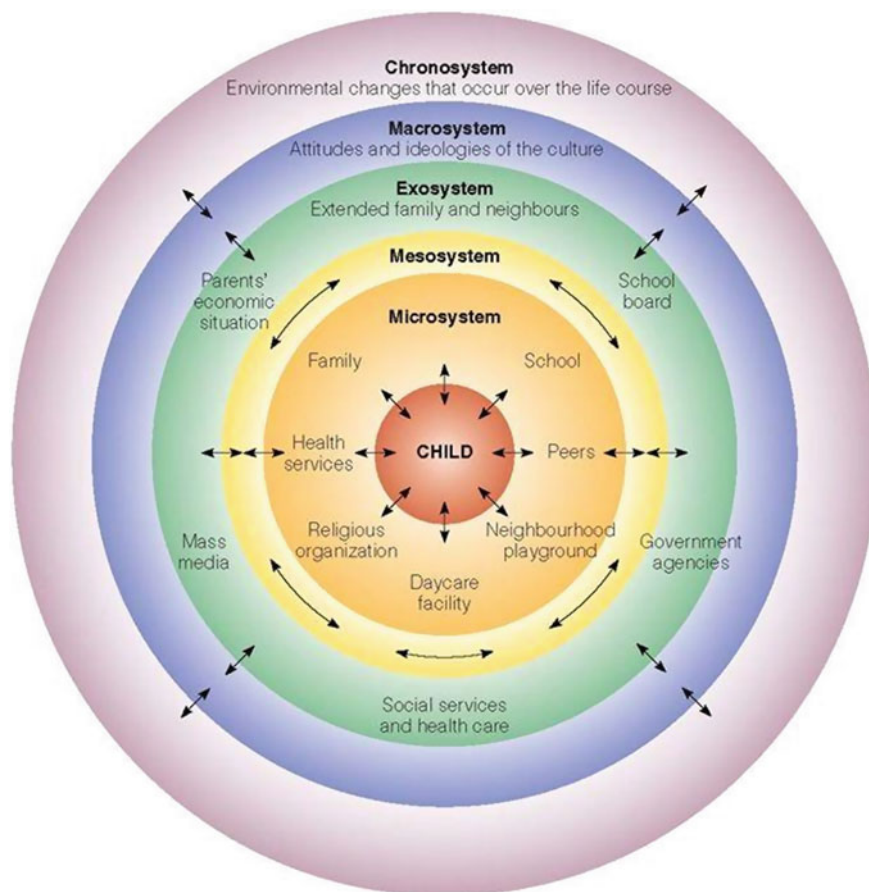 Chronosystem
Environmental changes that occur over the life course
Macrosystem
Attitudes and ideologies of the culture
Exosystem
Extended family and neighbours
Mesosystem
Parents'
economic
situation
School
board
Microsystem
Family
School
Health
services
CHILD
Peers
Religious
organization
Neighbourhood
playground
Mass
media
Government
agencies
Daycare
facility
Social services
and health care